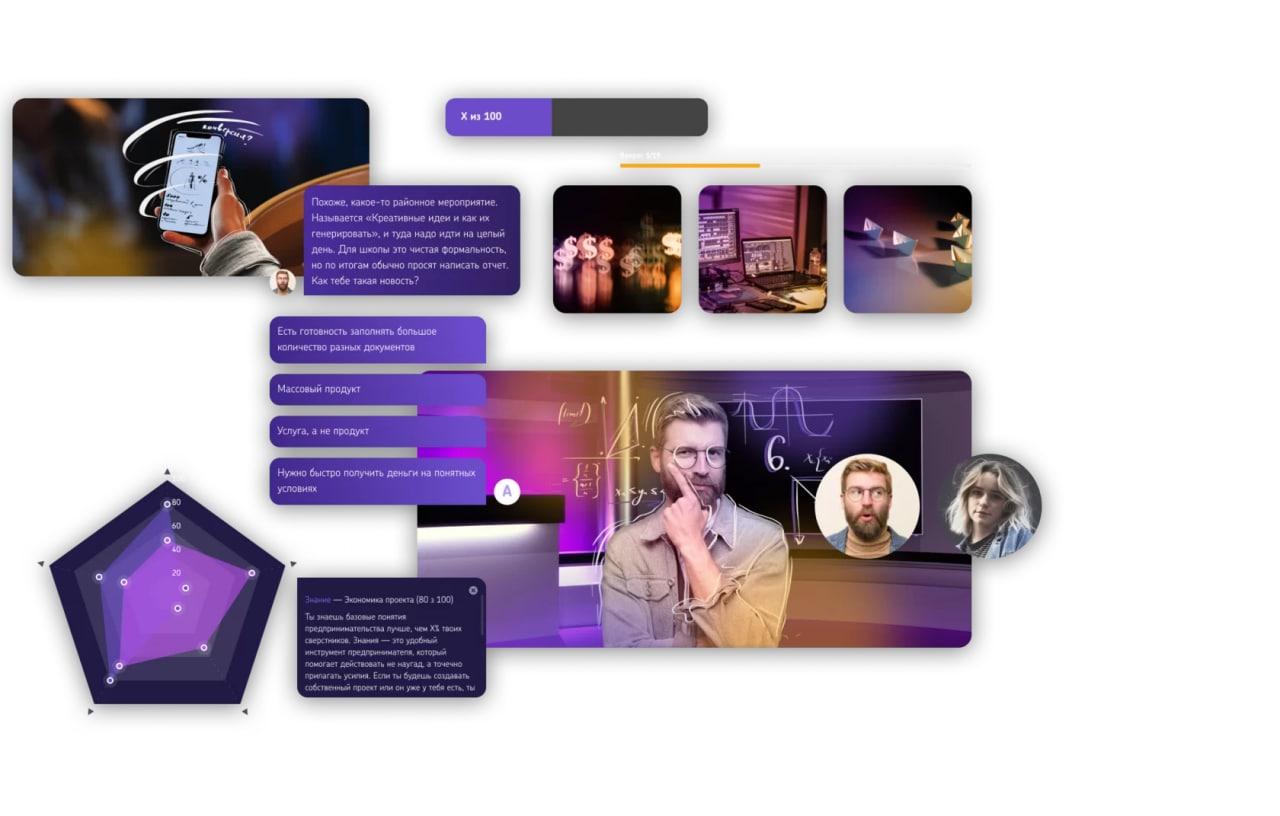 конверсия?
%
X из 100
Вопрос 5/19
Похоже, какое-то районное мероприятие.
Называется «Креативные идеи и как их
генерировать», и туда надо идти на целый
день. Для школы это чистая формальность,
но по итогам обычно просят написать отчет.
Как тебе такая новость?
$$$ $ $
Есть готовность заполнять большое
количество разных документов
Массовый продукт
Услуга, а не продукт
Нужно быстро получить деньги на понятных
условиях
А
(lim!)
6.
80
60
40
20
Знание — Экономика проекта (80 з 100)
Ты знаешь базовые понятия
предпринимательства лучше, чем X% твоих
сверстников. Знания — это удобный
инструмент предпринимателя, который
помогает действовать не наугад, а точечно
прилагать усилия. Если ты будешь создавать
собственный проект или он уже у тебя есть, ты